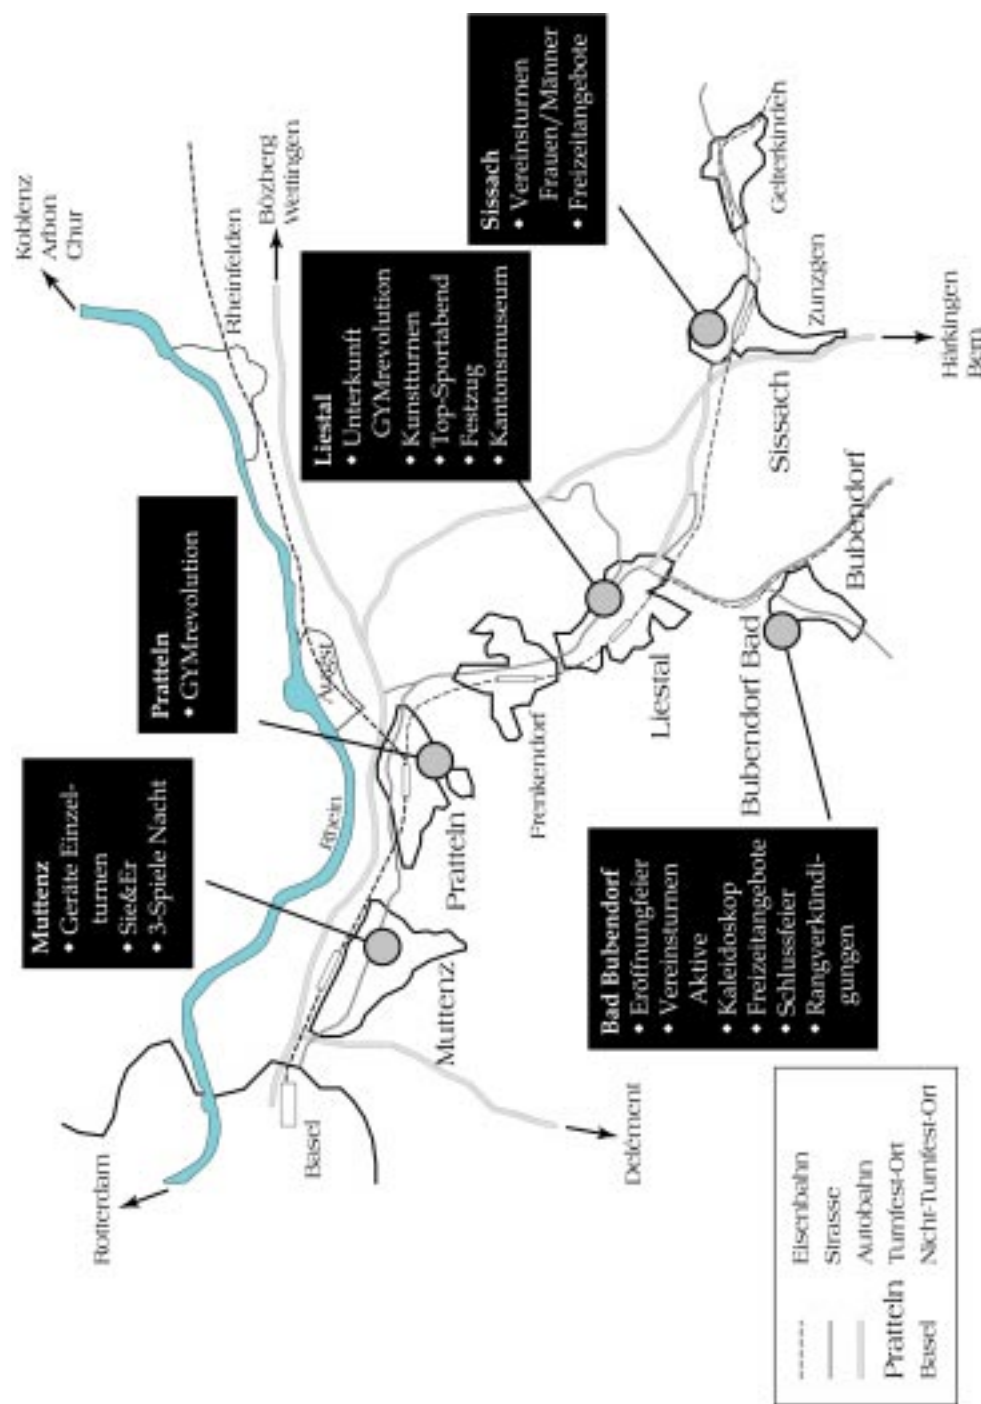 Rotterdam
Koblenz
Arbon
Chur
Rheinfelden
Bözberg
Wettingen
Muttenz
• Geräte Einzel-
turnen
• Sie&Er
• 3-Spiele Nacht
Pratteln
• GYMrevolution
Liestal
• Unterkunft
GYMrevolution
• Kunstturnen
• Top-Sportabend
• Festzug
• Kantonsmuseum
Sissach
• Vereinsturnen
Frauen/Männer
• Freizeitangebote
Rhein
Augst
Basel
Muttenz
Pratteln
Frenkendorf
Liestal
Bubendorf Bad
Bubendorf
Sissach
Zunzgen
Gelterkinden
Delémont
Härkingen
Bern
Bad Bubendorf
• Eröffnungfeier
• Vereinsturnen
Aktive
• Kaleidoskop
• Freizeitangebote
• Schlussfeier
• Rangverkündi-
gungen
Eisenbahn
Strasse
Autobahn
Pratteln Turnfest-Ort
Basel Nicht-Turnfest-Ort